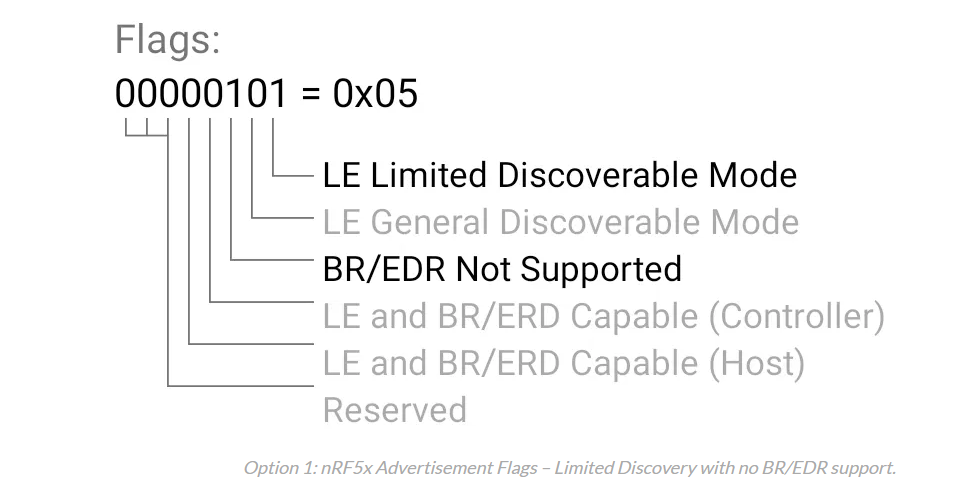 Flags:
00000101 = 0x05
LE Limited Discoverable Mode
LE General Discoverable Mode
BR/EDR Not Supported
LE and BR/ERD Capable (Controller)
LE and BR/ERD Capable (Host)
Reserved
Option 1: nRF5x Advertisement Flags – Limited Discovery with no BR/EDR support.